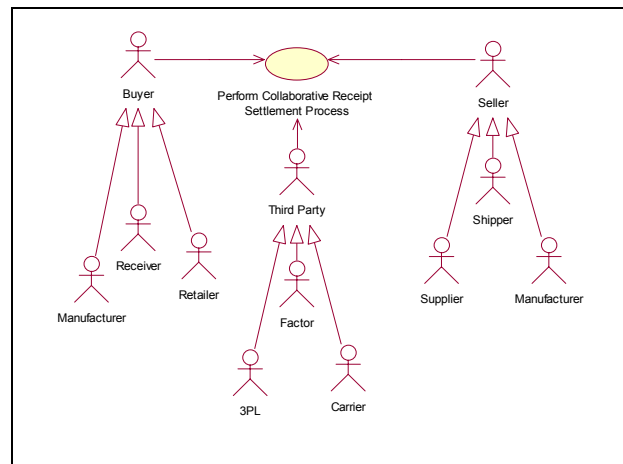 Buyer
Perform Collaborative Receipt
Settlement Process
Seller
Third Party
Shipper
Receiver
Retailer
Manufacturer
Factor
Supplier
Manufacturer
3PL
Carrier